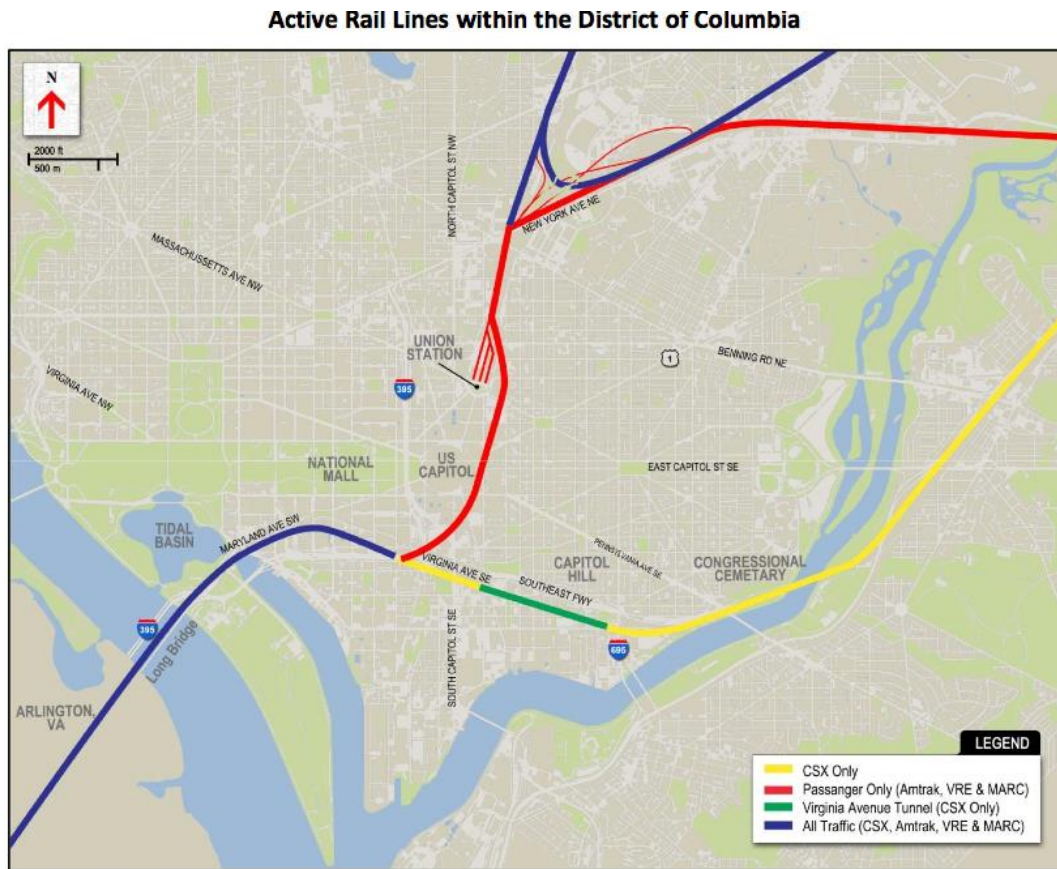 Active Rail Lines within the District of Columbia
N
2000 ft
500 m
NORTH CAPITOL ST NW
NEW YORK AVE NE
MASSACHUSETTS AVE NW
UNION
STATION
1
BENNING RD NE
VIRGINIA AVE NW
395
NATIONAL
MALL
US
CAPITOL
EAST CAPITOL ST SE
TIDAL
BASIN
MARYLAND AVE SW
VIRGINIA AVE SE
CAPITOL
HILL
PENNSYLVANIA AVE SE
CONGRESSIONAL
CEMETARY
SOUTHEAST FWY
395
Long Bridge
SOUTH CAPITOL ST SE
695
ARLINGTON,
VA
LEGEND
CSX Only
Passanger Only (Amtrak, VRE & MARC)
Virginia Avenue Tunnel (CSX Only)
All Traffic (CSX, Amtrak, VRE & MARC)